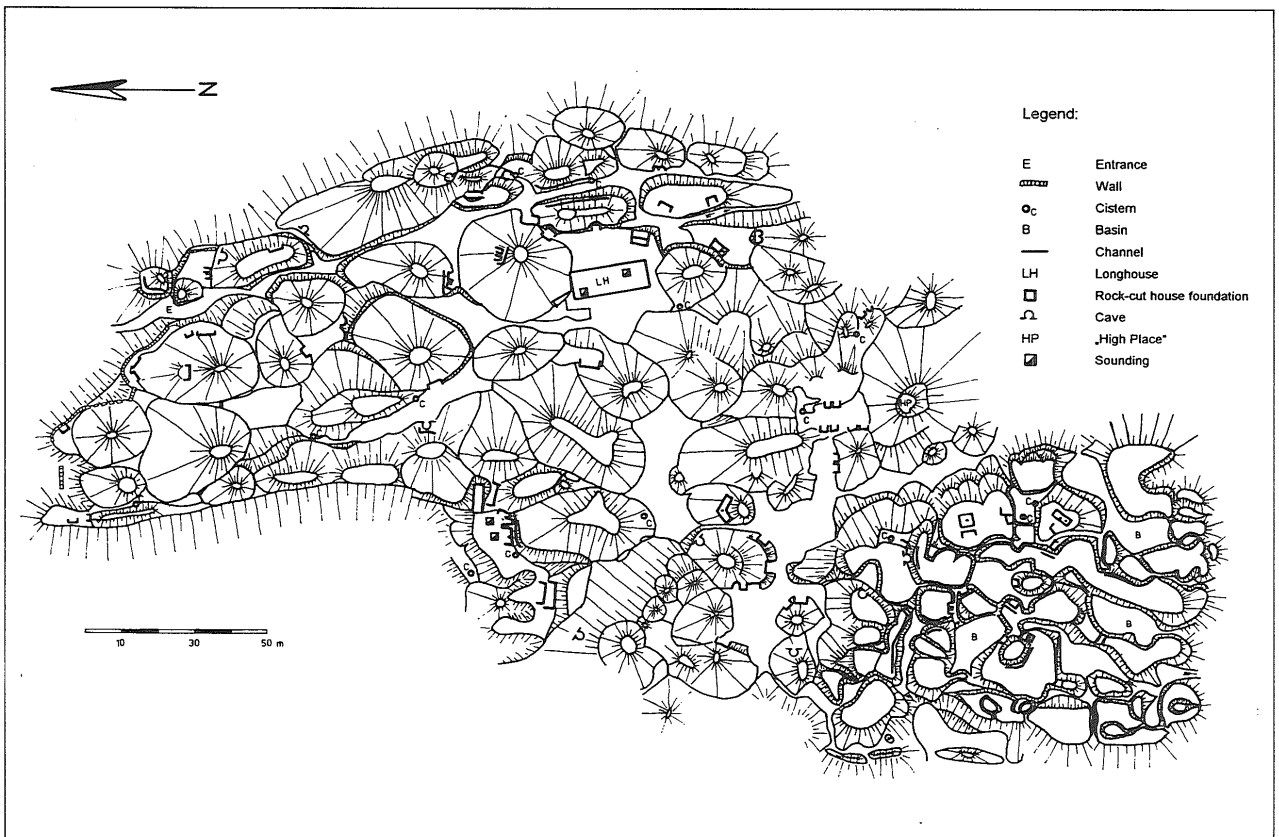 N
Legend:
E Entrance
Wall
C Cistern
B Basin
Channel
LH Longhouse
Rock-cut house foundation
Cave
HP „High Place"
Sounding
C
C
B
LH
E
C
C
C
HP
C
C
C
C
C
C
B
C
C
C
B
B
10 30 50 m